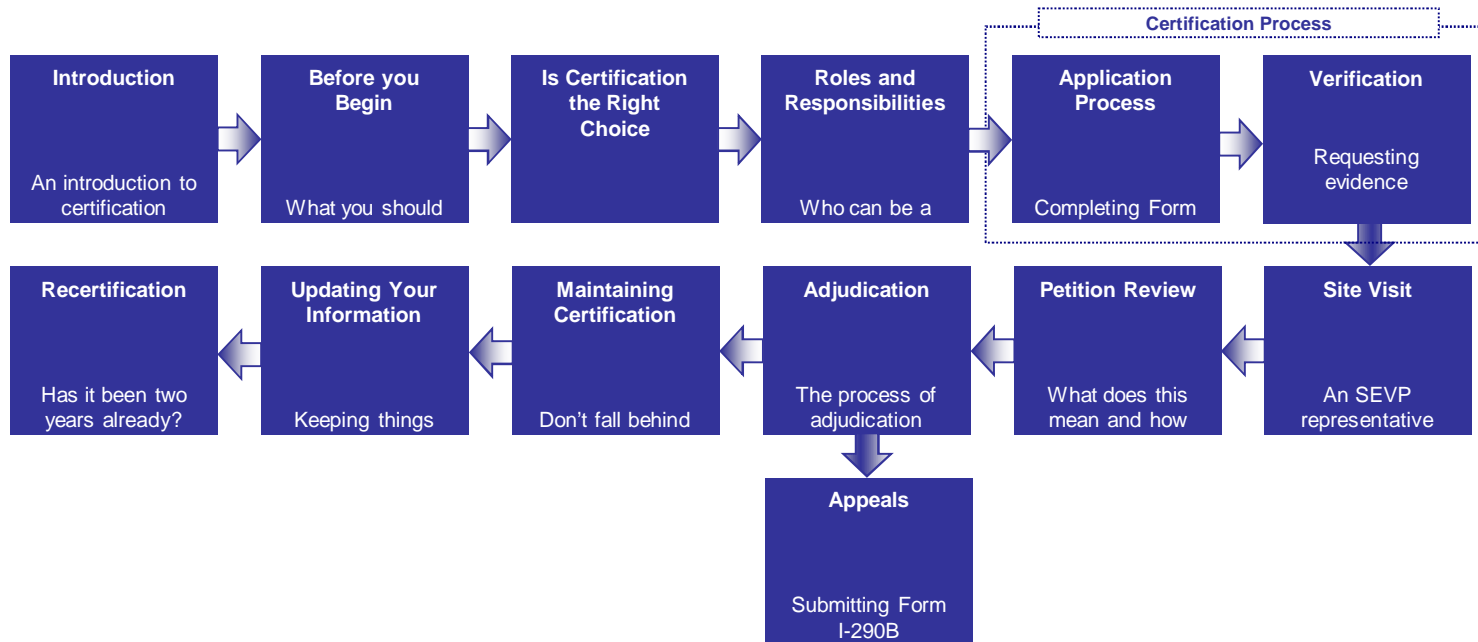 Certification Process
Introduction
An introduction to
certification
Before you
Begin
What you should
Is Certification
the Right
Choice
Roles and
Responsibilities
Who can be a
Application
Process
Completing Form
Verification
Requesting
evidence
Recertification
Has it been two
years already?
Updating Your
Information
Keeping things
Maintaining
Certification
Don't fall behind
Adjudication
The process of
adjudication
Petition Review
What does this
mean and how
Site Visit
An SEVP
representative
Appeals
Submitting Form
I-290B